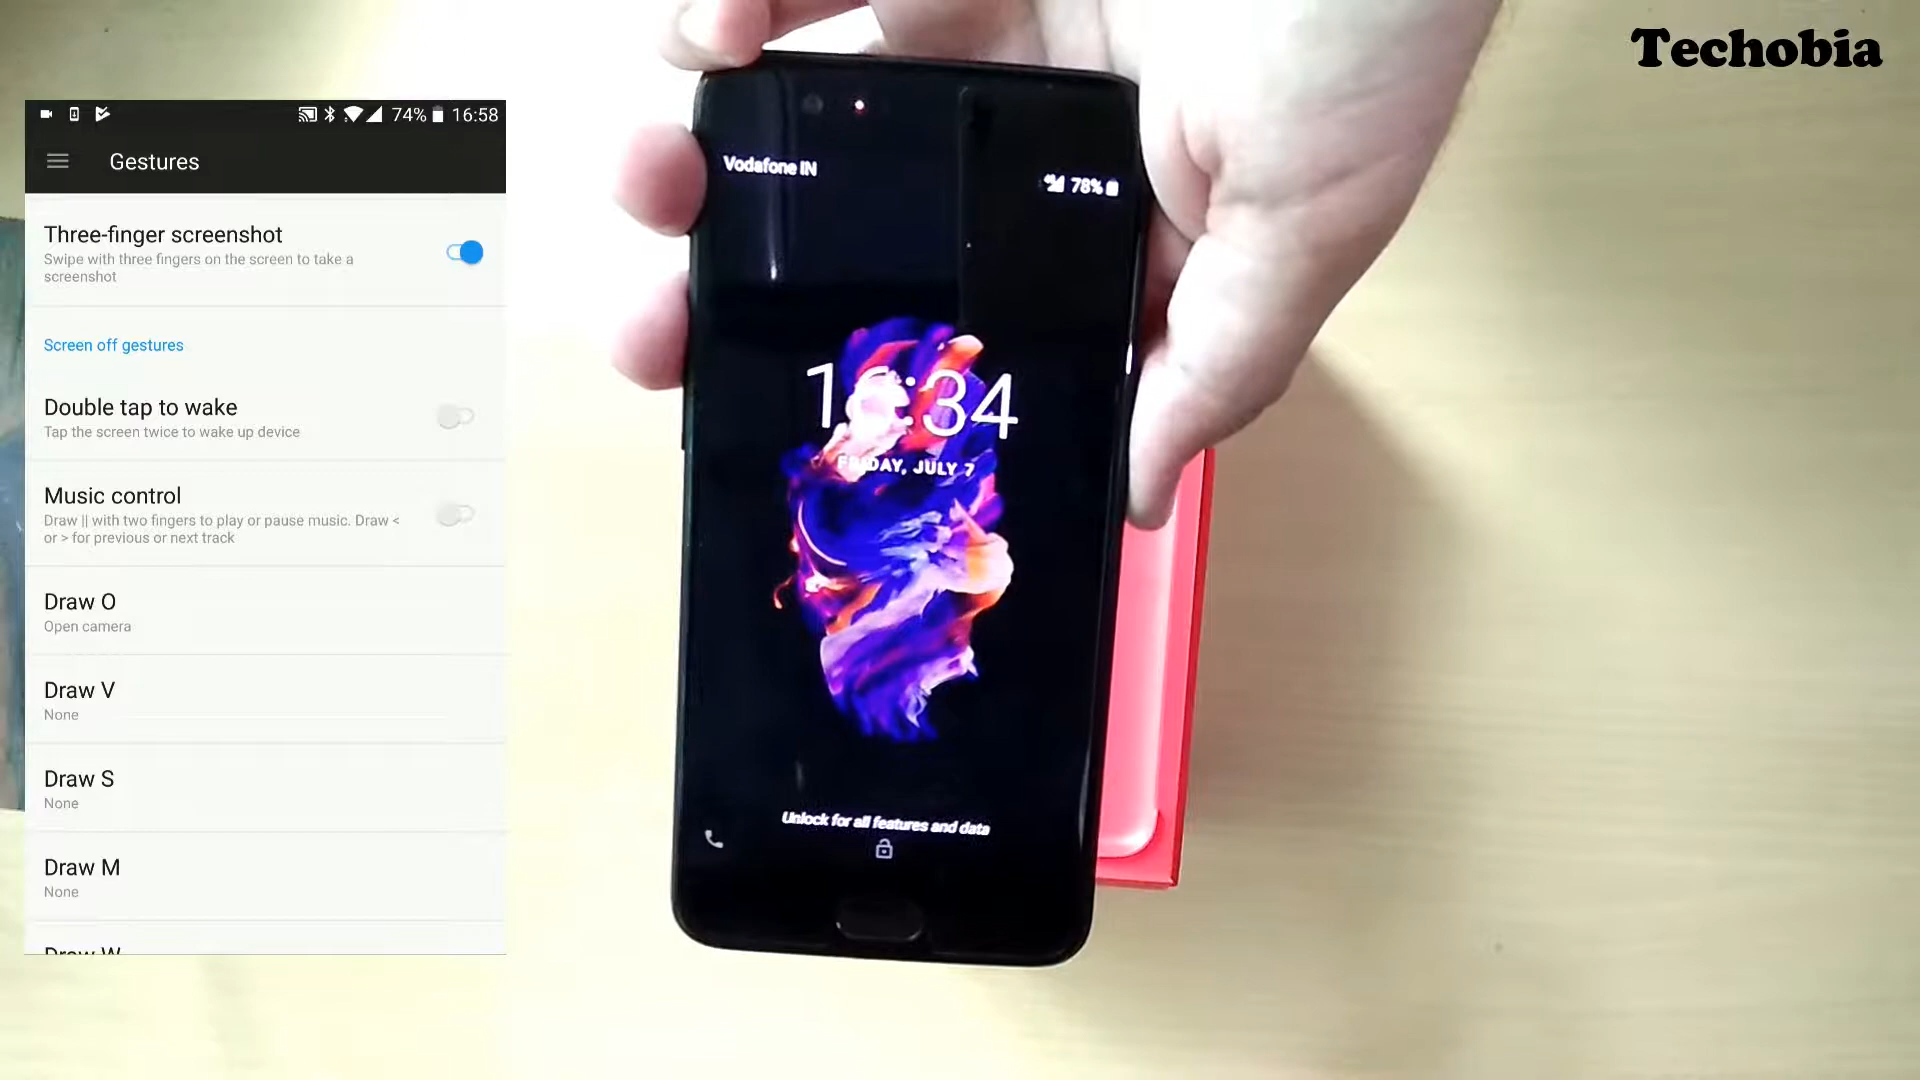 Techobia
74% 16:58
Gestures
Three-finger screenshot
Swipe with three fingers on the screen to take a
screenshot
Screen off gestures
Double tap to wake
Tap the screen twice to wake up device
Music control
Draw || with two fingers to play or pause music. Draw <
or > for previous or next track
Draw O
Open camera
Draw V
None
Draw S
None
Draw M
None
Draw W
Vodafone IN
78%
FRIDAY, JULY 7
Unlock for all features and data